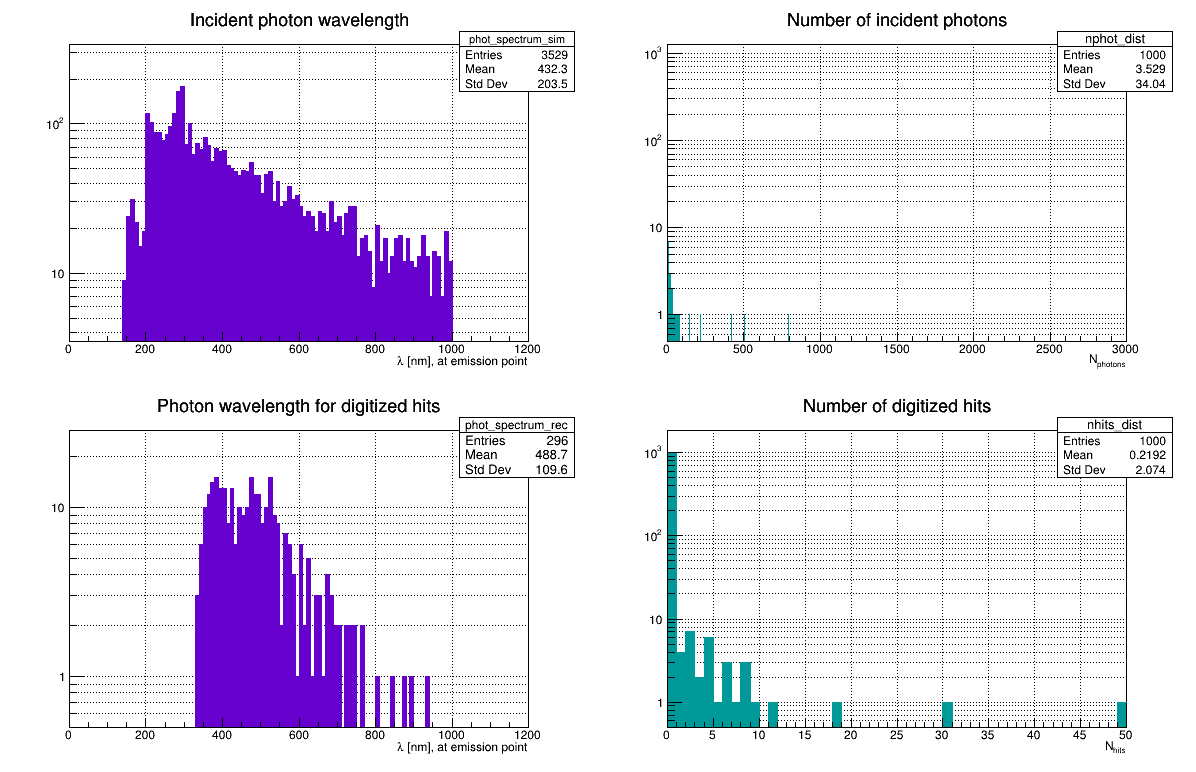 Incident photon wavelength
phot_spectrum_sim
Entries 3529
Mean 432.3
Std Dev 203.5
10²
10
0 200 400 600 800 1000 1200
λ [nm], at emission point
Number of incident photons
nphot_dist
Entries 1000
Mean 3.529
Std Dev 34.04
10³
10²
10
1
0 500 1000 1500 2000 2500 3000
N_photons
Photon wavelength for digitized hits
phot_spectrum_rec
Entries 296
Mean 488.7
Std Dev 109.6
10
1
0 200 400 600 800 1000 1200
λ [nm], at emission point
Number of digitized hits
nhits_dist
Entries 1000
Mean 0.2192
Std Dev 2.074
10³
10²
10
1
0 5 10 15 20 25 30 35 40 45 50
N_hits